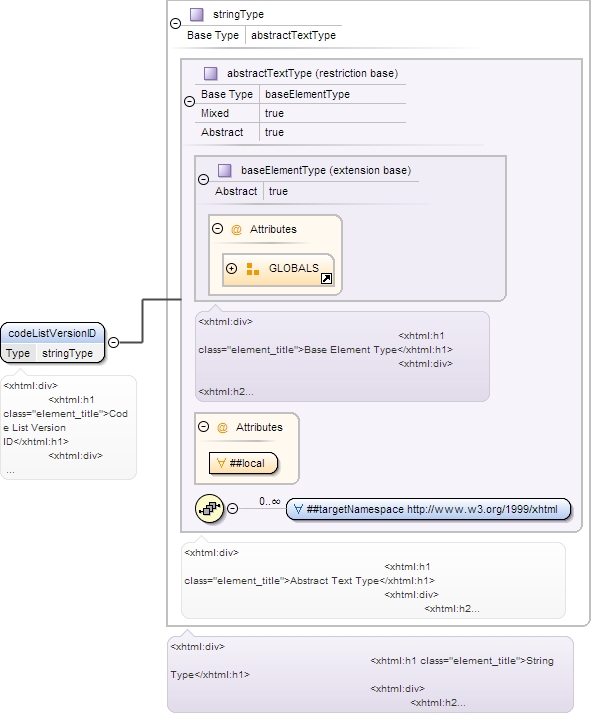 stringType
Base Type abstractTextType
abstractTextType (restriction base)
Base Type baseElementType
Mixed true
Abstract true
baseElementType (extension base)
Abstract true
@ Attributes
GLOBALS
<xhtml:div>
<xhtml:h1
class="element_title">Base Element Type</xhtml:h1>
<xhtml:div>
<xhtml:h2...
codeListVersionID
Type stringType
<xhtml:div>
<xhtml:h1
class="element_title">Cod
e List Version
ID</xhtml:h1>
<xhtml:div>
...
@ Attributes
∀ ##local
0..∞
∀ ##targetNamespace http://www.w3.org/1999/xhtml
<xhtml:div>
<xhtml:h1
class="element_title">Abstract Text Type</xhtml:h1>
<xhtml:div>
<xhtml:h2...
<xhtml:div>
<xhtml:h1 class="element_title">String
Type</xhtml:h1>
<xhtml:div>
<xhtml:h2...